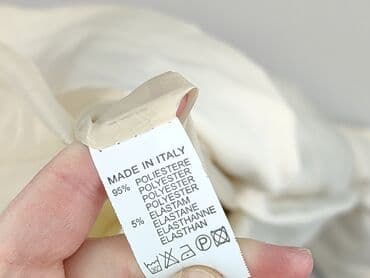 MADE IN ITALY
95% POLIESTERE
POLYESTER
POLYESTER
POLYESTER
5% ELASTAM
ELASTANE
ELASTHANNE
ELASTHAN
P